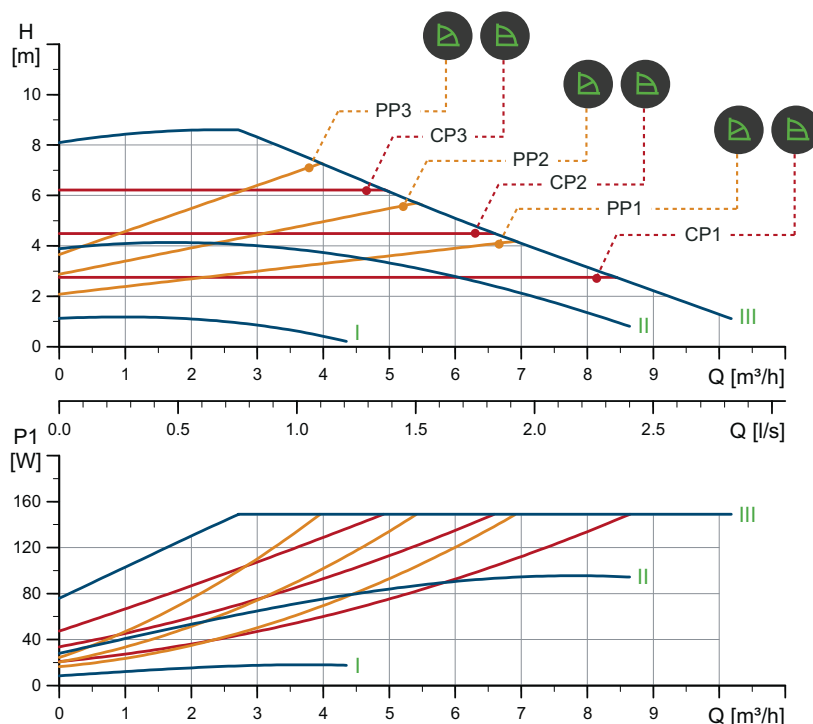 H
[m]
10
8
6
4
2
0
PP3
CP3
PP2
CP2
PP1
CP1
I
II
III
0 1 2 3 4 5 6 7 8 9 Q [m³/h]
0.0 0.5 1.0 1.5 2.0 2.5 Q [l/s]
P1
[W]
160
120
80
40
0
III
II
I
0 1 2 3 4 5 6 7 8 9 Q [m³/h]